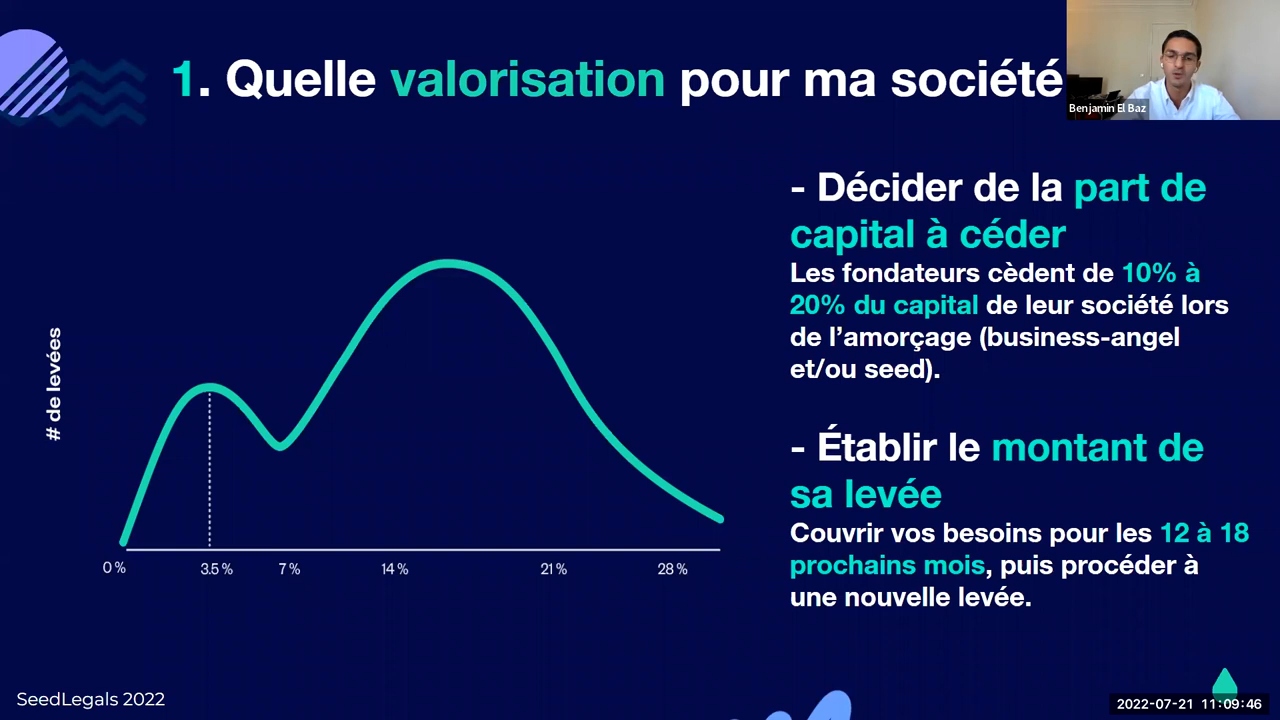 1. Quelle valorisation pour ma société
Benjamin El Baz
- Décider de la part de
capital à céder
Les fondateurs cèdent de 10% à
20% du capital de leur société lors
de l’amorçage (business-angel
et/ou seed).
- Établir le montant de
sa levée
Couvrir vos besoins pour les 12 à 18
prochains mois, puis procéder à
une nouvelle levée.
# de levées
0 % 3.5 % 7 % 14 % 21 % 28 %
SeedLegals 2022
2022-07-21 11:09:46